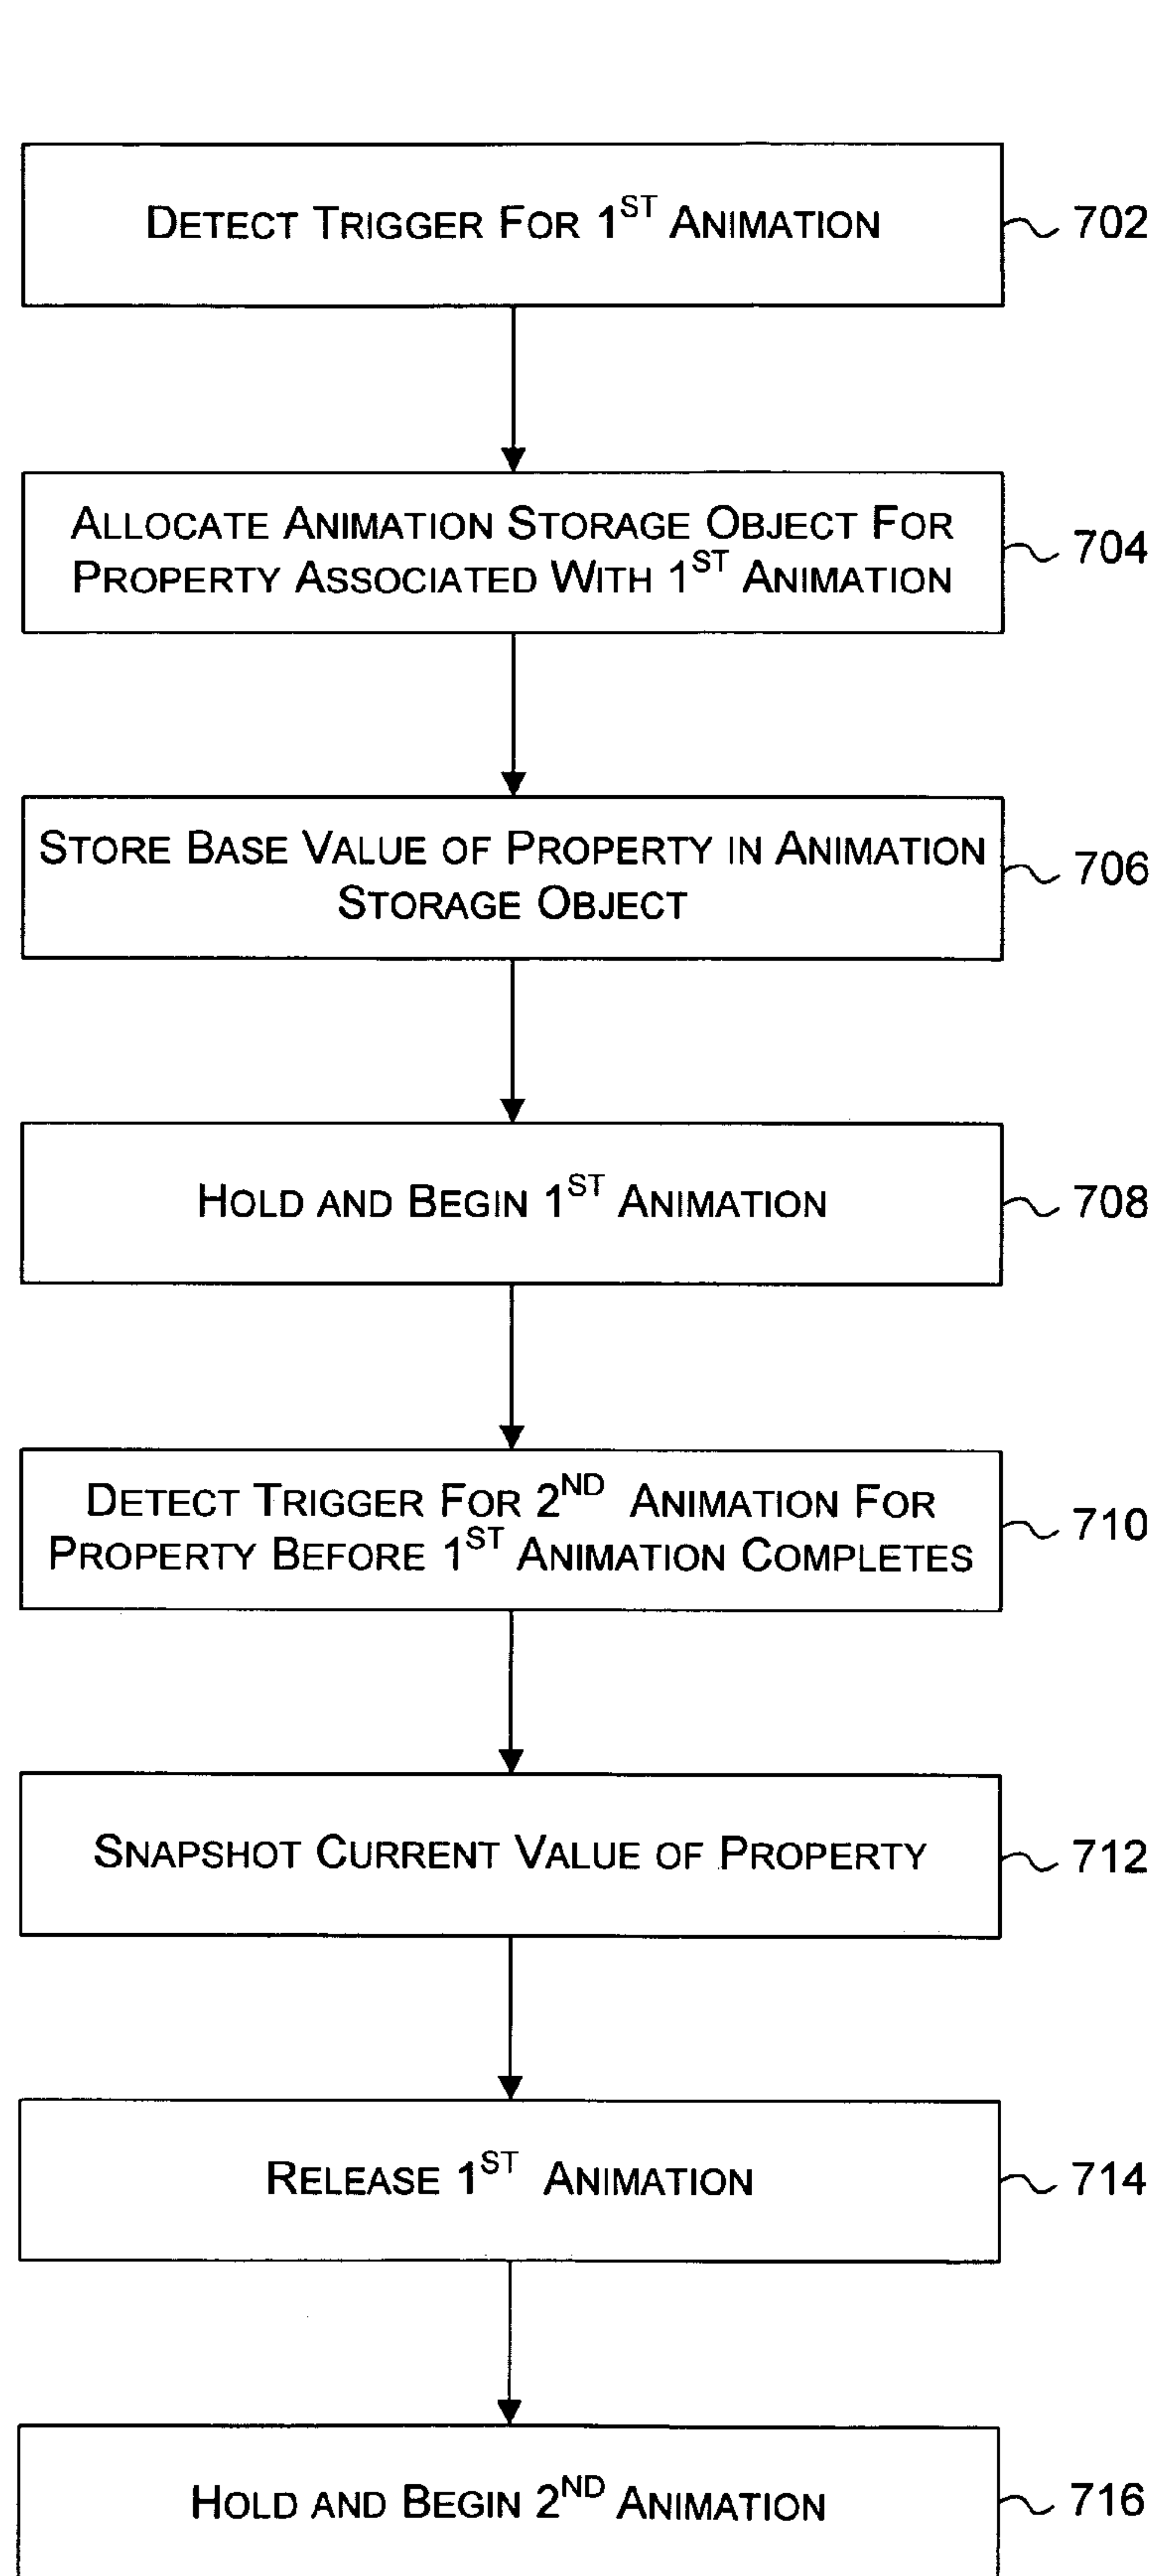 DETECT TRIGGER FOR 1ST ANIMATION
702
ALLOCATE ANIMATION STORAGE OBJECT FOR
PROPERTY ASSOCIATED WITH 1ST ANIMATION
704
STORE BASE VALUE OF PROPERTY IN ANIMATION
STORAGE OBJECT
706
HOLD AND BEGIN 1ST ANIMATION
708
DETECT TRIGGER FOR 2ND ANIMATION FOR
PROPERTY BEFORE 1ST ANIMATION COMPLETES
710
SNAPSHOT CURRENT VALUE OF PROPERTY
712
RELEASE 1ST ANIMATION
714
HOLD AND BEGIN 2ND ANIMATION
716